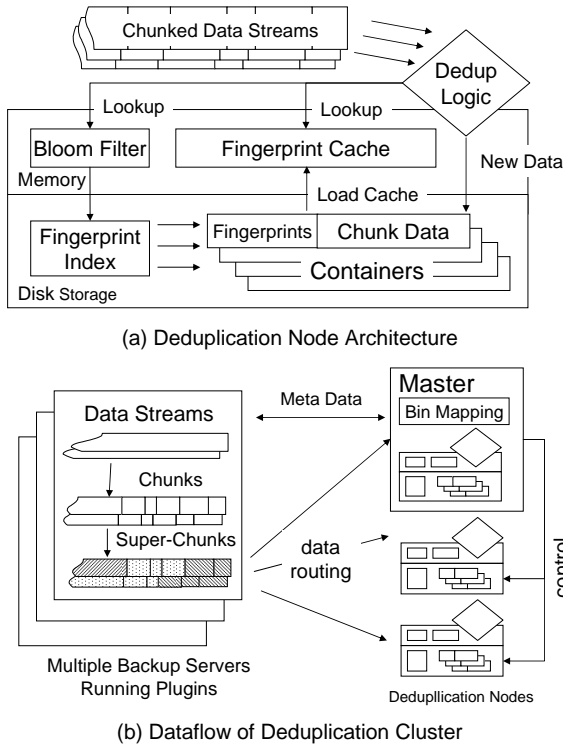 Chunked Data Streams
Dedup
Logic
Lookup
Lookup
Bloom Filter
Fingerprint Cache
New Data
Memory
Load Cache
Fingerprint
Index
Fingerprints
Chunk Data
Containers
Disk Storage
(a) Deduplication Node Architecture
Data Streams
Meta Data
Master
Bin Mapping
Chunks
Super-Chunks
data
routing
control
Multiple Backup Servers
Running Plugins
Dedupllication Nodes
(b) Dataflow of Deduplication Cluster